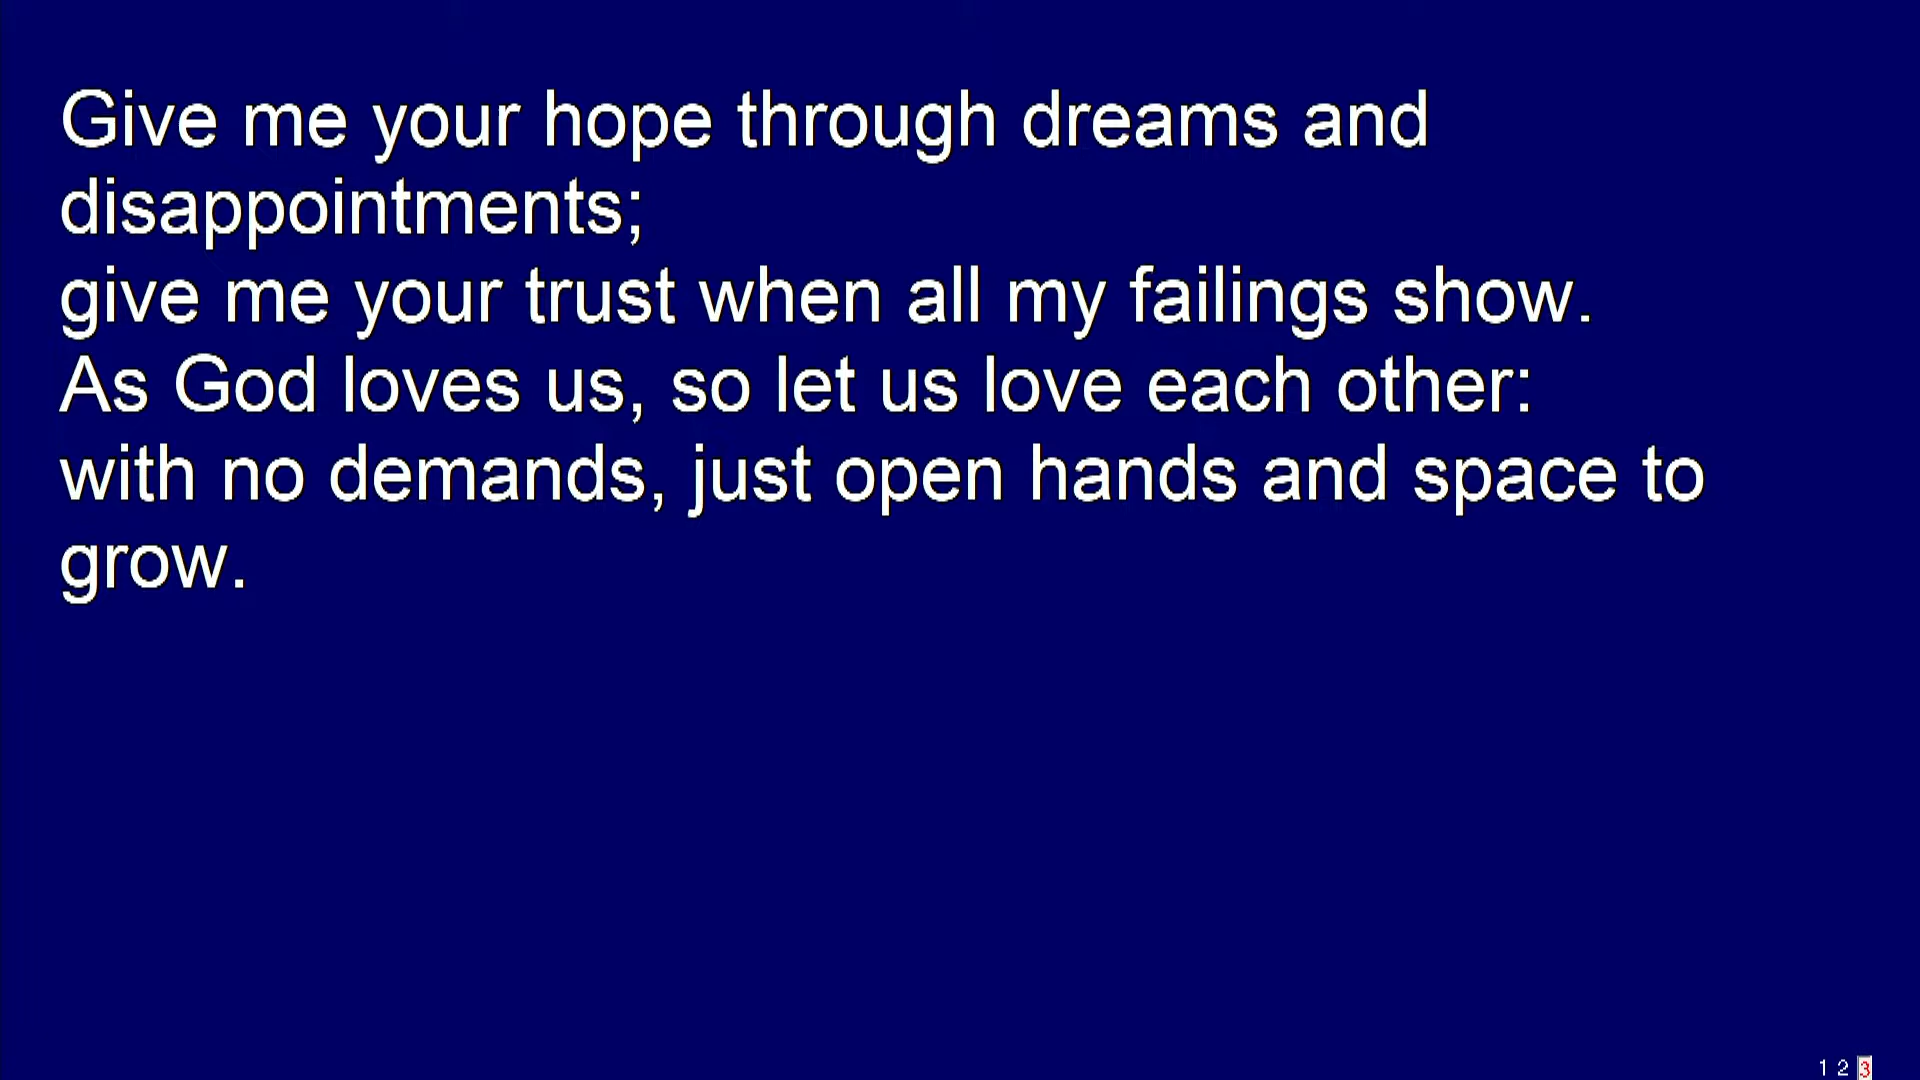 Give me your hope through dreams and
disappointments;
give me your trust when all my failings show.
As God loves us, so let us love each other:
with no demands, just open hands and space to
grow.
1 2 3